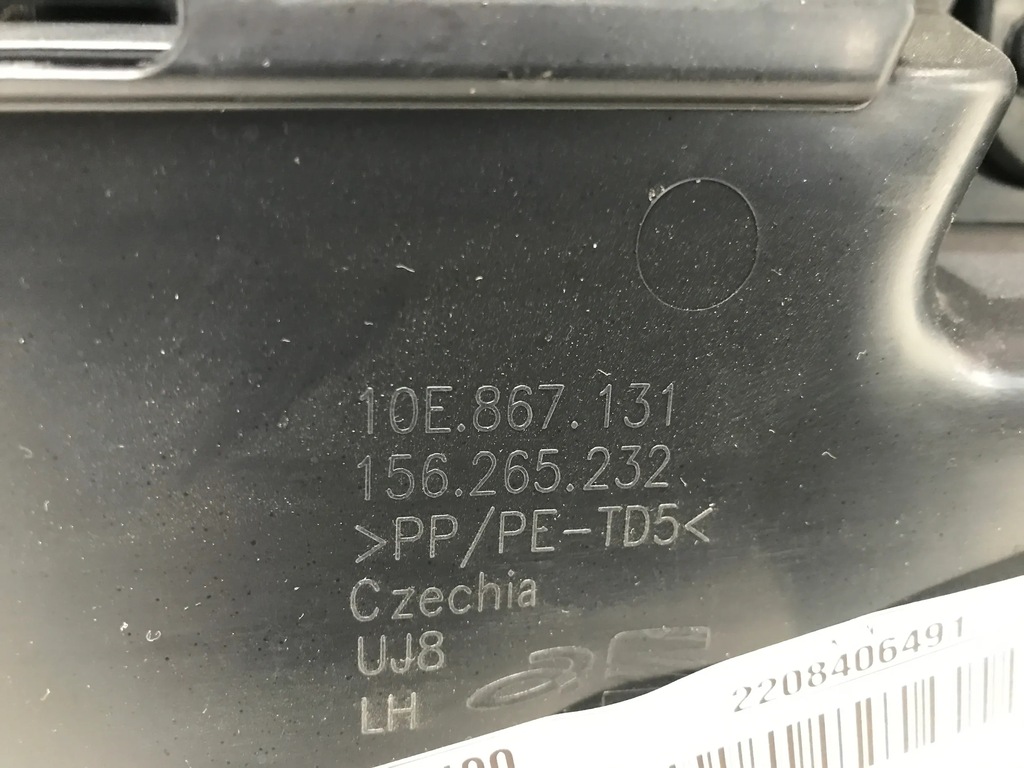 10E.867.131
156.265.232
>PP/PE-TD5<
Czechia
UJ8
LH
2208406491